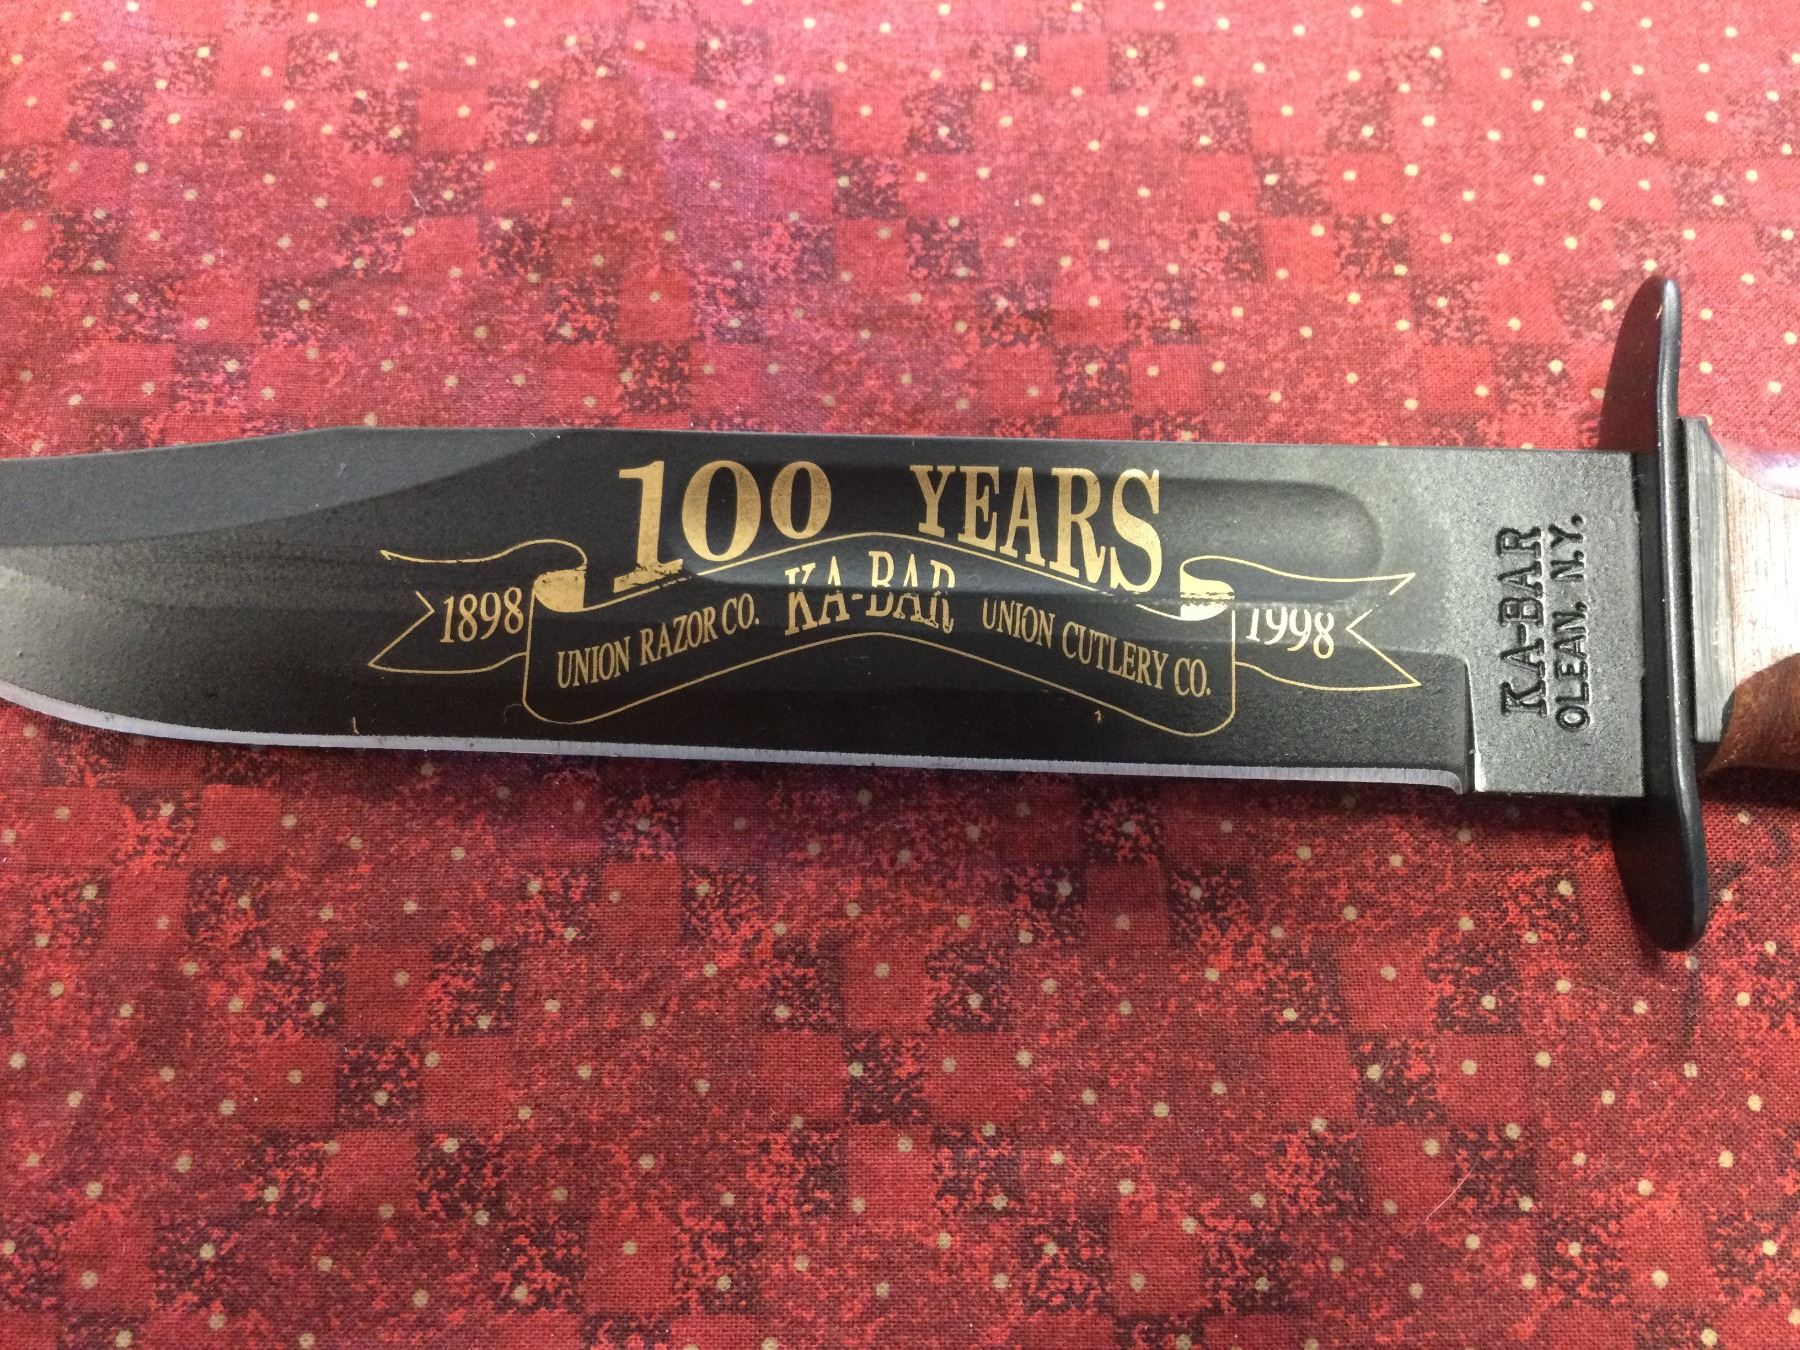 100 YEARS
1898 UNION RAZOR CO. KA-BAR UNION CUTLERY CO. 1998
KA-BAR
OLEAN, N.Y.